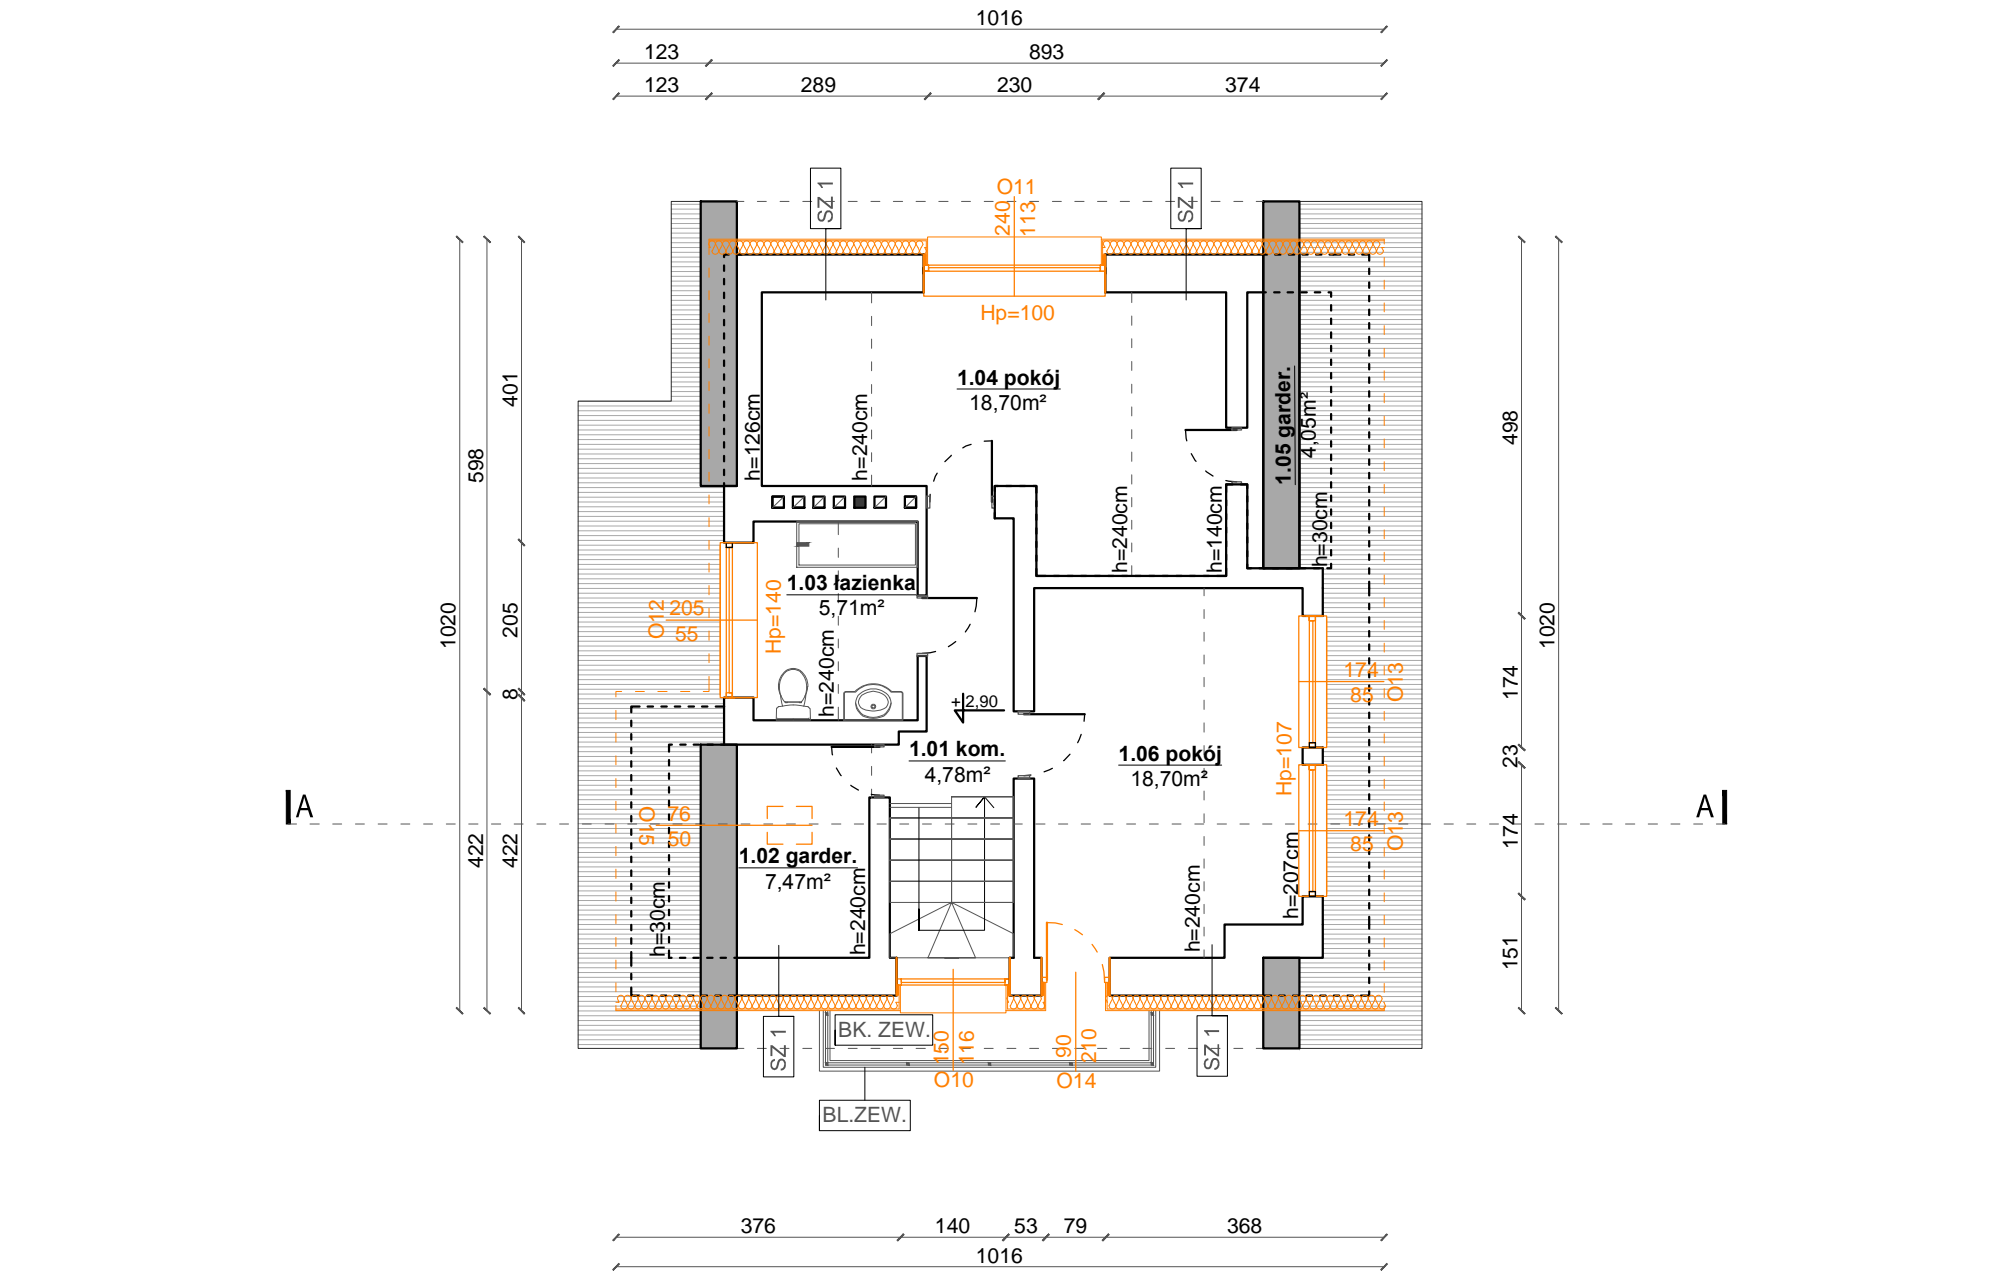 1016
123
893
123
289
230
374
SZ 1
O11
240
113
SZ 1
Hp=100
1.04 pokój
18,70m²
h=126cm
h=240cm
h=240cm
h=140cm
1.05 garder.
4,05m²
h=30cm
401
598
1020
205
8
422
422
498
174
23
174
151
1020
O12
205
55
Hp=140
1.03 łazienka
5,71m²
h=240cm
+2,90
1.01 kom.
4,78m²
1.06 pokój
18,70m²
Hp=107
174
85
O13
174
85
O13
h=207cm
h=240cm
A
A
O15
76
50
1.02 garder.
7,47m²
h=30cm
h=240cm
SZ 1
BK. ZEW.
150
116
O10
90
210
O14
SZ 1
BL.ZEW.
376
140
53
79
368
1016